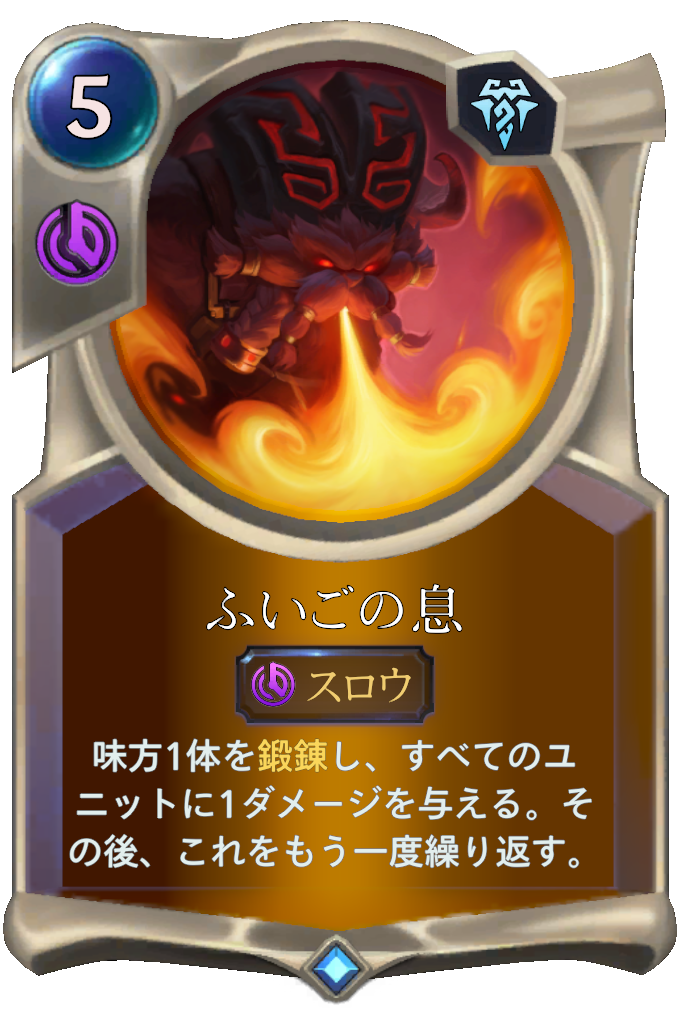 5
ふいごの息
スロウ
味方1体を鍛錬し、すべてのユ
ニットに1ダメージを与える。そ
の後、これをもう一度繰り返す。